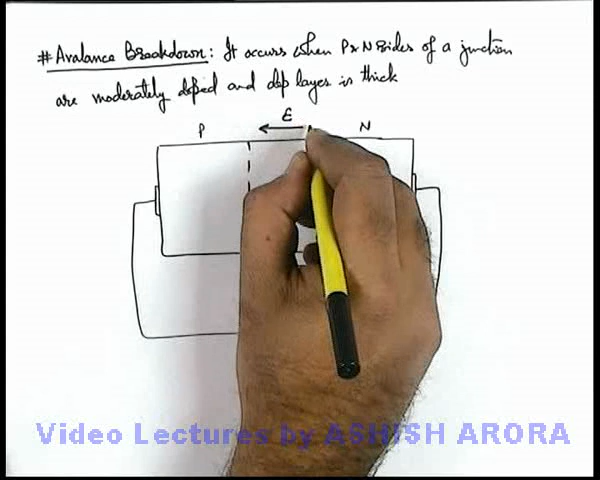 # Avalance Breakdown: It occurs when P & N sides of a junction
are moderately doped and dep layer is thick
P E N
Video Lectures by ASHISH ARORA